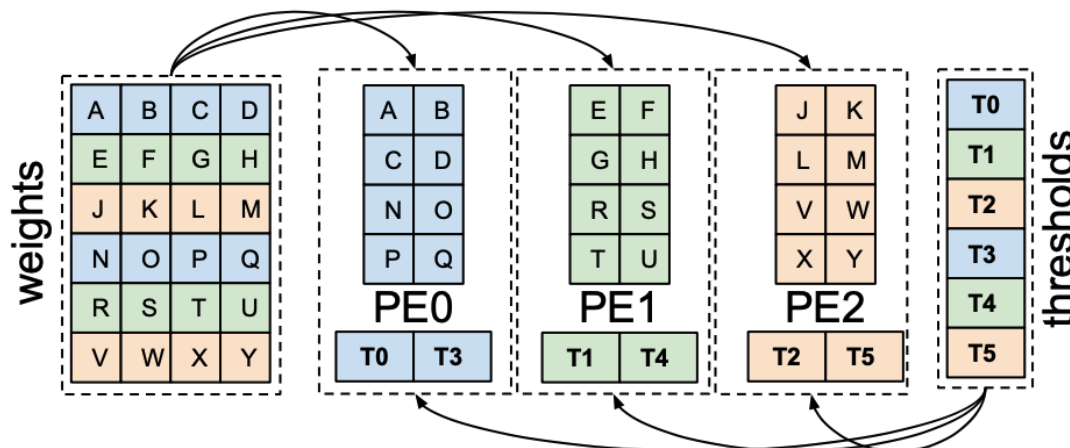 weights
A B C D
E F G H
J K L M
N O P Q
R S T U
V W X Y
A B
C D
N O
P Q
PE0
T0 T3
E F
G H
R S
T U
PE1
T1 T4
J K
L M
V W
X Y
PE2
T2 T5
T0
T1
T2
T3
T4
T5
thresholds